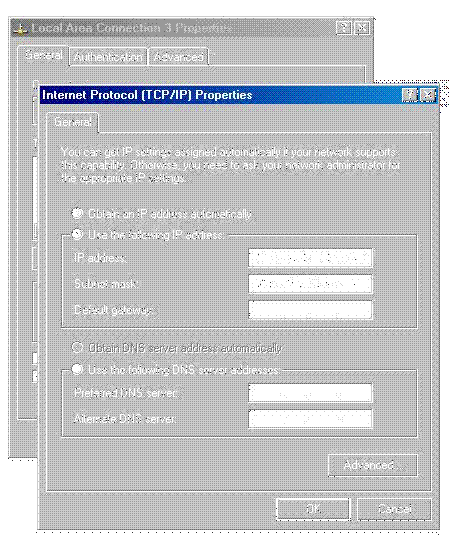 Local Area Connection 3 Properties
General Authentication Advanced
Internet Protocol (TCP/IP) Properties
General
You can get IP settings assigned automatically if your network supports
this capability. Otherwise, you need to ask your network administrator for
the appropriate IP settings.
Obtain an IP address automatically
Use the following IP address:
IP address:
Subnet mask:
Default gateway:
Obtain DNS server address automatically
Use the following DNS server addresses:
Preferred DNS server:
Alternate DNS server:
Advanced...
OK Cancel